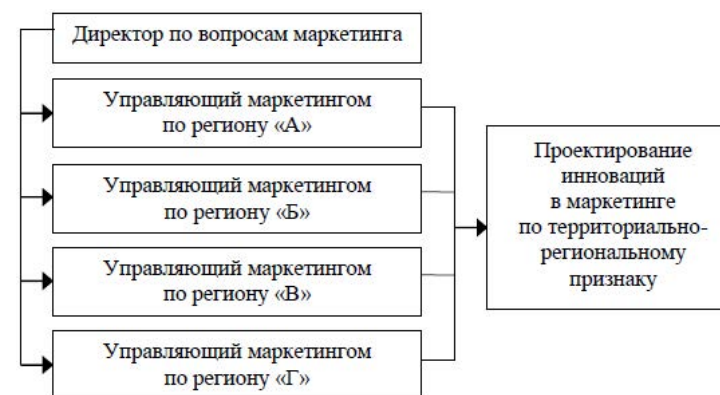 Директор по вопросам маркетинга
Управляющий маркетингом
по региону «А»
Управляющий маркетингом
по региону «Б»
Управляющий маркетингом
по региону «В»
Управляющий маркетингом
по региону «Г»
Проектирование
инноваций
в маркетинге
по территориально-
региональному
признаку